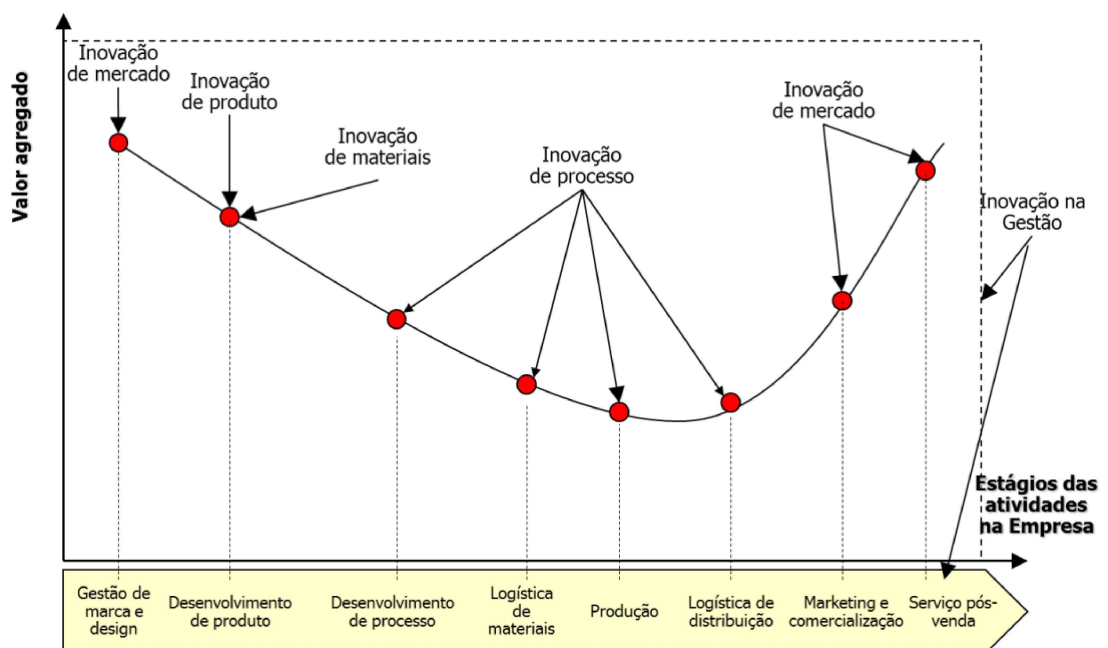 Inovação
de mercado
Inovação
de produto
Inovação
de materiais
Inovação
de processo
Inovação
de mercado
Inovação na
Gestão
Valor agregado
Estágios das
atividades
na Empresa
Gestão de
marca e
design
Desenvolvimento
de produto
Desenvolvimento
de processo
Logística
de
materiais
Produção
Logística de
distribuição
Marketing e
comercialização
Serviço pós-
venda